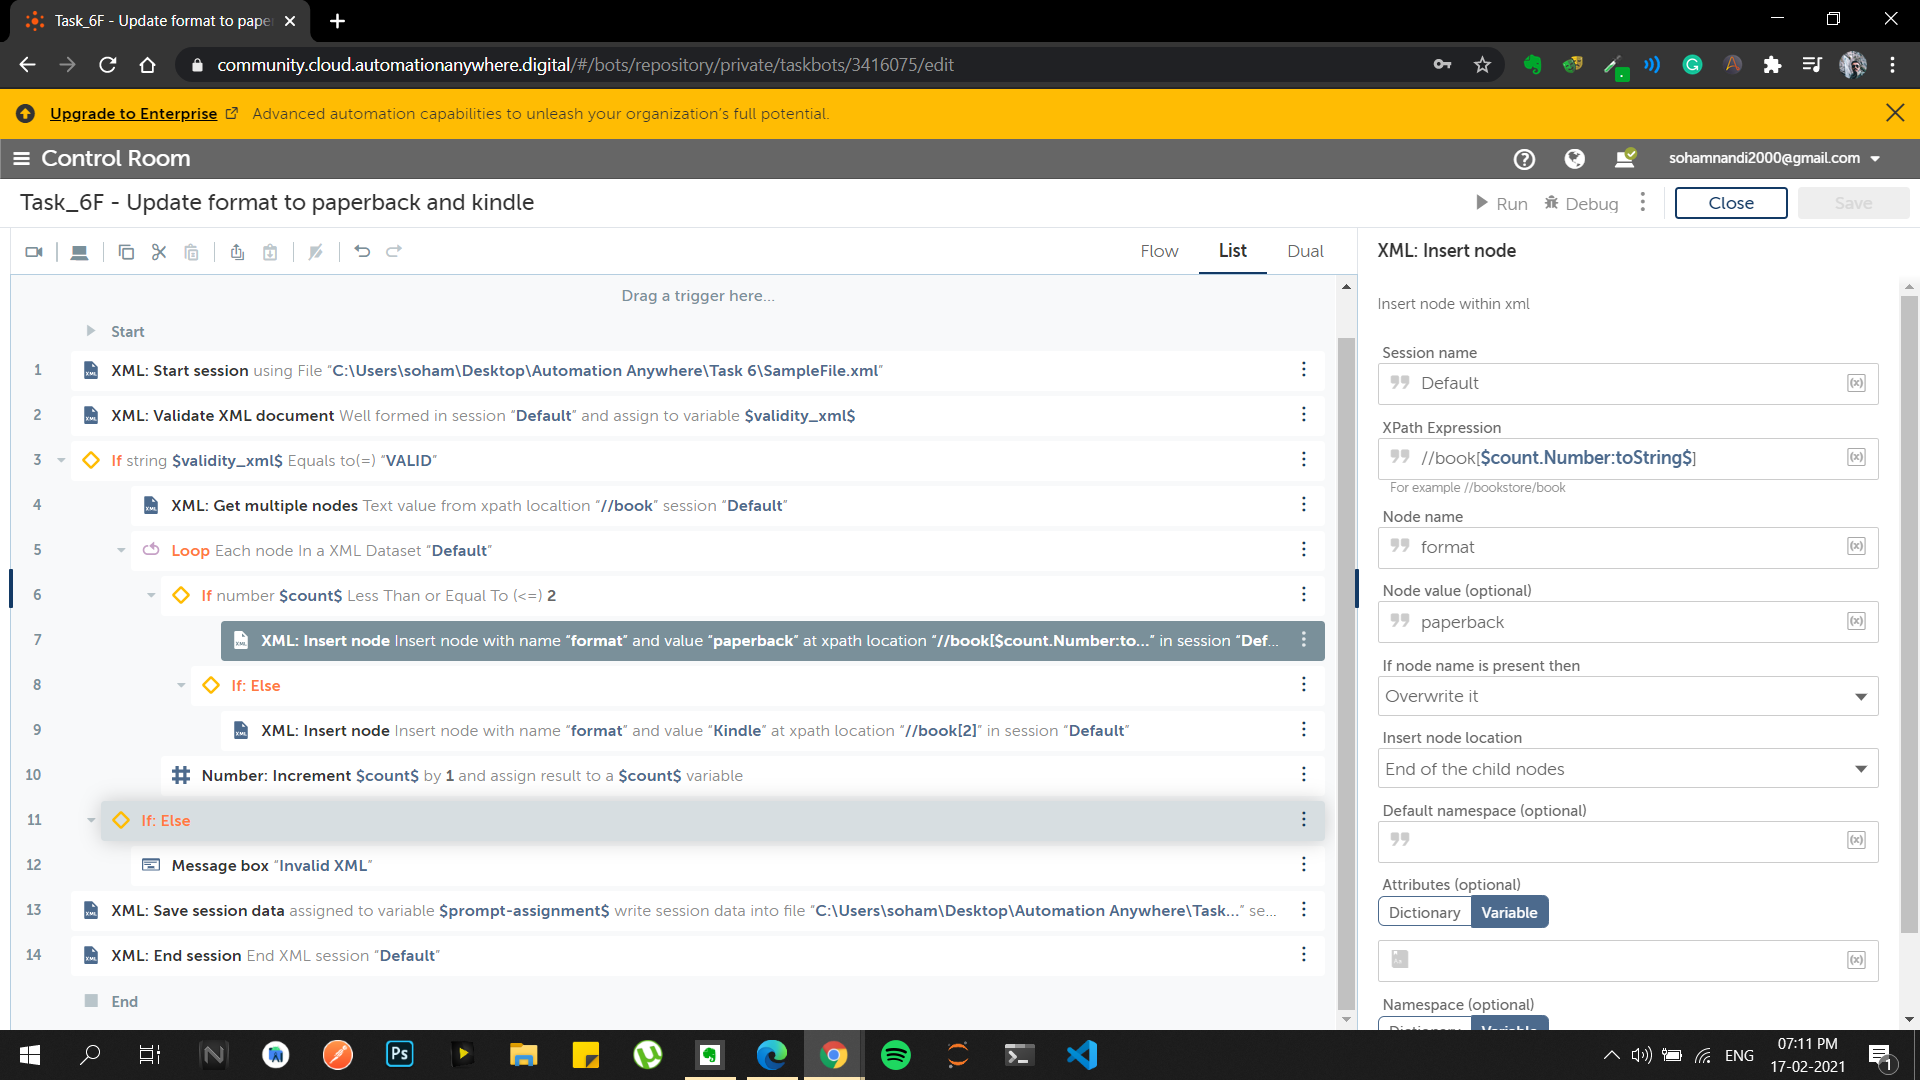 Task_6F - Update format to pape
community.cloud.automationanywhere.digital/#/bots/repository/private/taskbots/3416075/edit
Upgrade to Enterprise Advanced automation capabilities to unleash your organization's full potential.
Control Room
sohamnandi2000@gmail.com
Task_6F - Update format to paperback and kindle
Run
Debug
Close
Save
Flow
List
Dual
Drag a trigger here...
Start
1 XML: Start session using File “C:\Users\soham\Desktop\Automation Anywhere\Task 6\SampleFile.xml”
2 XML: Validate XML document Well formed in session “Default” and assign to variable $validity_xml$
3 If string $validity_xml$ Equals to(=) “VALID”
4 XML: Get multiple nodes Text value from xpath localtion “//book” session “Default”
5 Loop Each node In a XML Dataset “Default”
6 If number $count$ Less Than or Equal To (<=) 2
7 XML: Insert node Insert node with name “format” and value “paperback” at xpath location “//book[$count.Number:to...” in session “Def...
8 If: Else
9 XML: Insert node Insert node with name “format” and value “Kindle” at xpath location “//book[2]” in session “Default”
10 Number: Increment $count$ by 1 and assign result to a $count$ variable
11 If: Else
12 Message box “Invalid XML”
13 XML: Save session data assigned to variable $prompt-assignment$ write session data into file “C:\Users\soham\Desktop\Automation Anywhere\Task...” se...
14 XML: End session End XML session “Default”
End
XML: Insert node
Insert node within xml
Session name
Default
(x)
XPath Expression
//book[$count.Number:toString$]
(x)
For example //bookstore/book
Node name
format
(x)
Node value (optional)
paperback
(x)
If node name is present then
Overwrite it
Insert node location
End of the child nodes
Default namespace (optional)
(x)
Attributes (optional)
Dictionary Variable
(x)
Namespace (optional)
Dictionary Variable
N
Ps
ENG
07:11 PM
17-02-2021
1